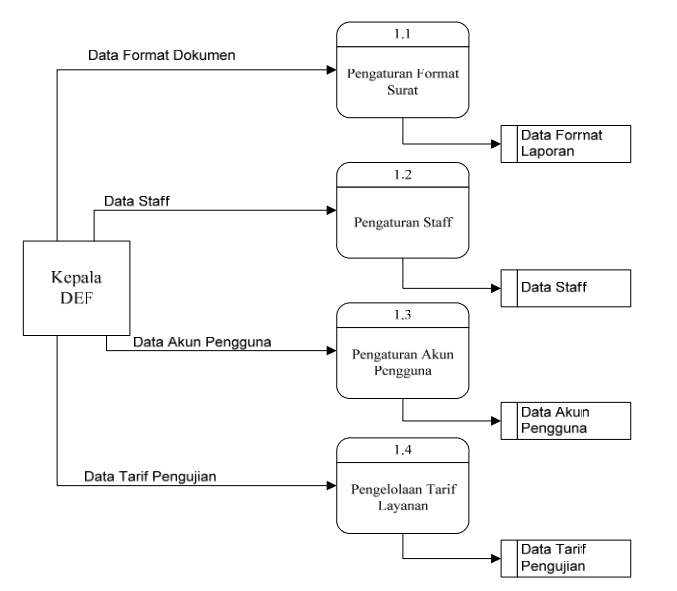 1.1
Data Format Dokumen
Pengaturan Format
Surat
Data Format
Laporan
1.2
Data Staff
Pengaturan Staff
Kepala
DEF
Data Staff
1.3
Data Akun Pengguna
Pengaturan Akun
Pengguna
Data Akun
Pengguna
1.4
Data Tarif Pengujian
Pengelolaan Tarif
Layanan
Data Tarif
Pengujian